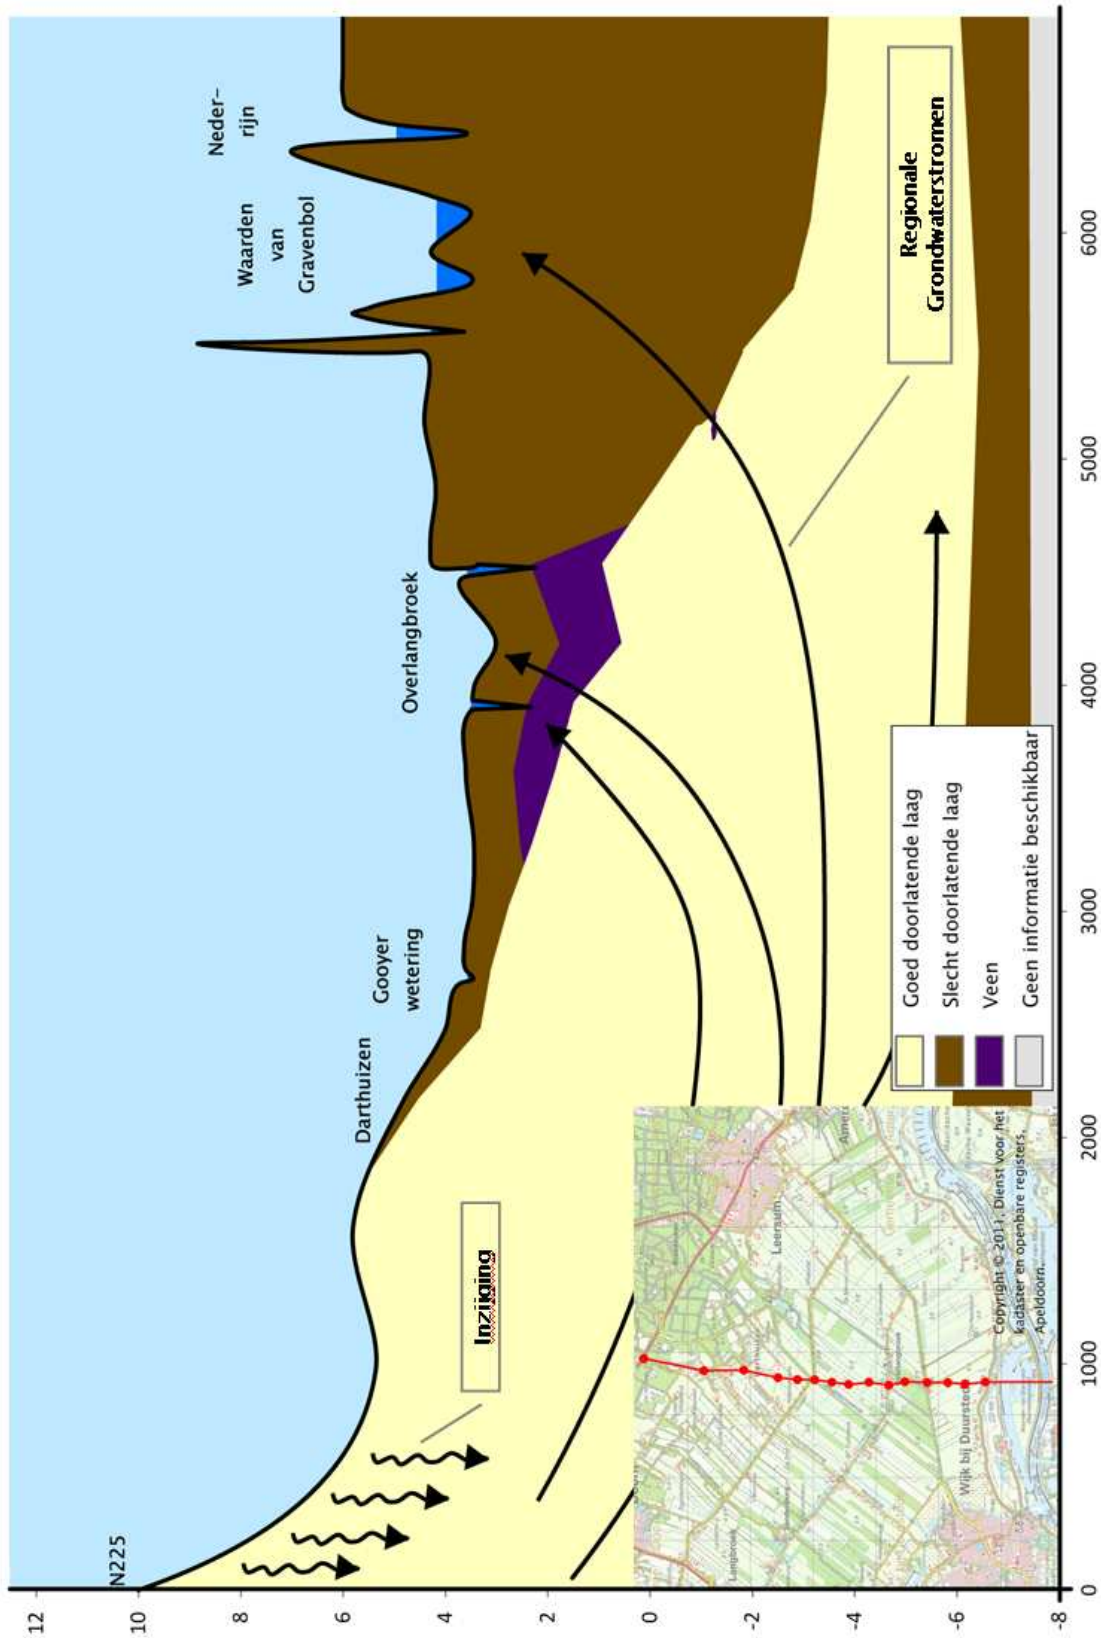 N225
Darthuizen
Gooyer
wetering
Overlangbroek
Waarden
van
Gravenbol
Neder-
rijn
Inzijging
Regionale
Grondwaterstromen
Goed doorlatende laag
Slecht doorlatende laag
Veen
Geen informatie beschikbaar
Leersum
Amer
Langbroek
Wijk bij Duurstede
Copyright © 2011, Dienst voor het
kadaster en openbare registers,
Apeldoorn.
12
10
8
6
4
2
0
-2
-4
-6
-8
0
1000
2000
3000
4000
5000
6000